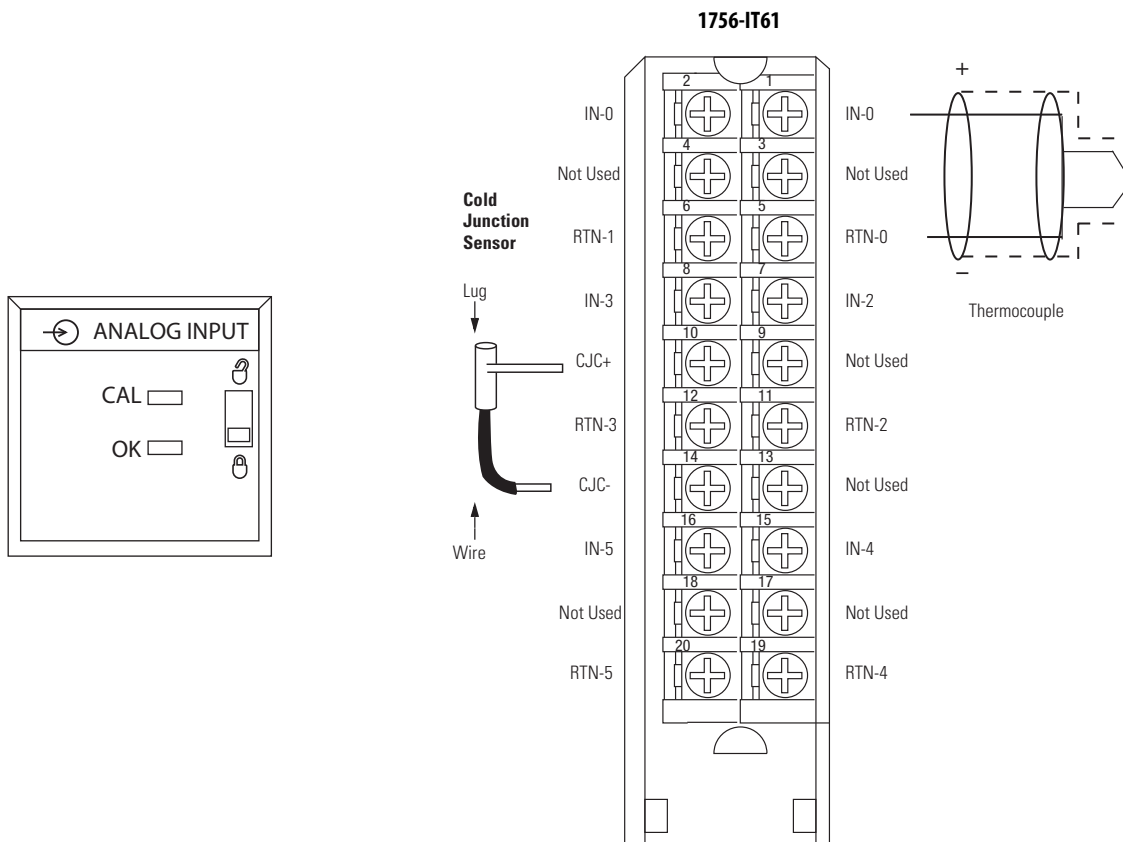 1756-IT61
2 1
IN-0 IN-0
4 3
Not Used Not Used
6 5
RTN-1 RTN-0
8 7
IN-3 IN-2
10 9
CJC+ Not Used
12 11
RTN-3 RTN-2
14 13
CJC- Not Used
16 15
IN-5 IN-4
18 17
Not Used Not Used
20 19
RTN-5 RTN-4
+
−
Thermocouple
Cold
Junction
Sensor
Lug
Wire
ANALOG INPUT
CAL
OK